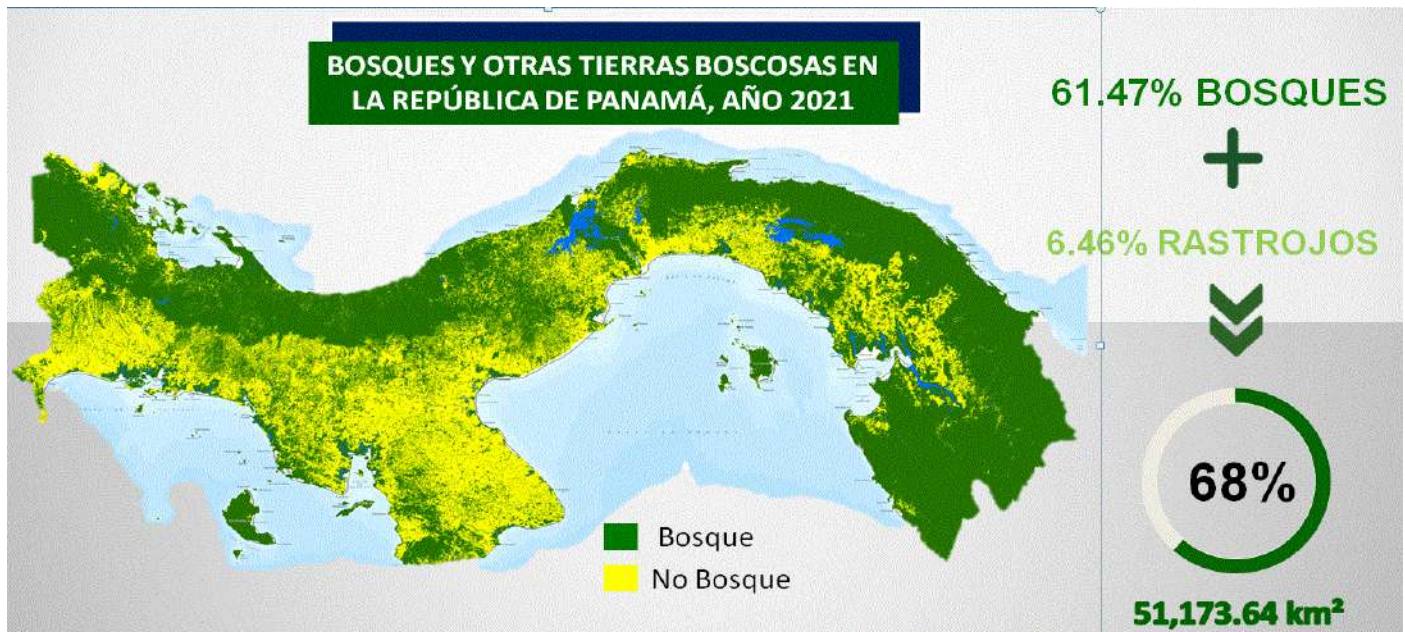 BOSQUES Y OTRAS TIERRAS BOSCOSAS EN
LA REPÚBLICA DE PANAMÁ, AÑO 2021
61.47% BOSQUES
+
6.46% RASTROJOS
68%
51,173.64 km²
Bosque
No Bosque